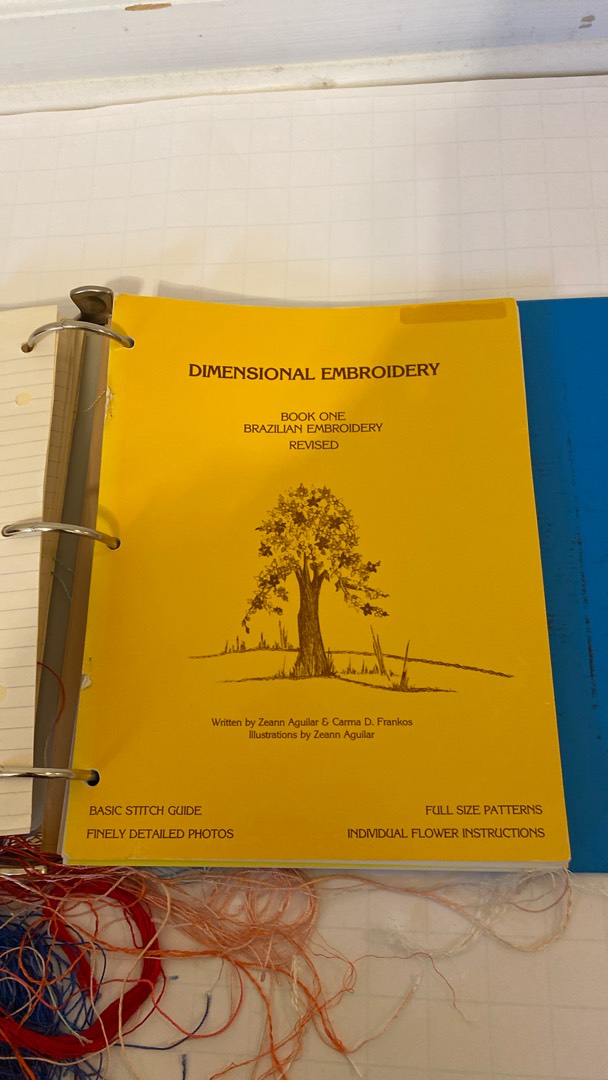 DIMENSIONAL EMBROIDERY
BOOK ONE
BRAZILIAN EMBROIDERY
REVISED
Written by Zeann Aguilar & Carma D. Frankos
Illustrations by Zeann Aguilar
BASIC STITCH GUIDE
FULL SIZE PATTERNS
FINELY DETAILED PHOTOS
INDIVIDUAL FLOWER INSTRUCTIONS